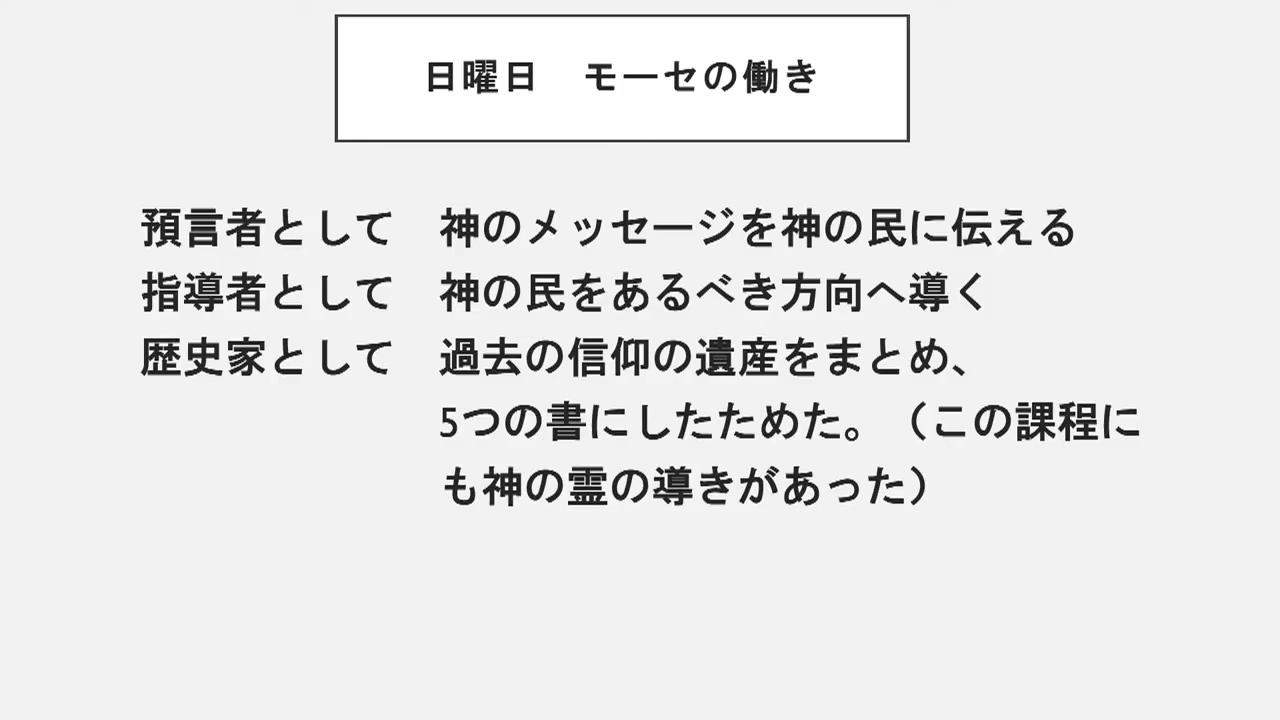 日曜日　モーセの働き
預言者として　神のメッセージを神の民に伝える
指導者として　神の民をあるべき方向へ導く
歴史家として　過去の信仰の遺産をまとめ、
5つの書にしたためた。（この課程に
も神の霊の導きがあった）